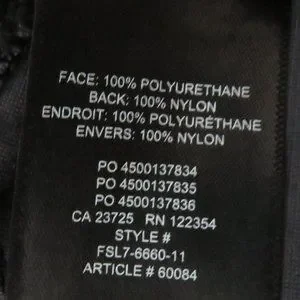 FACE: 100% POLYURETHANE
BACK: 100% NYLON
ENDROIT: 100% POLYURÉTHANE
ENVERS: 100% NYLON
PO 4500137834
PO 4500137835
PO 4500137836
CA 23725 RN 122354
STYLE #
FSL7-6660-11
ARTICLE # 60084